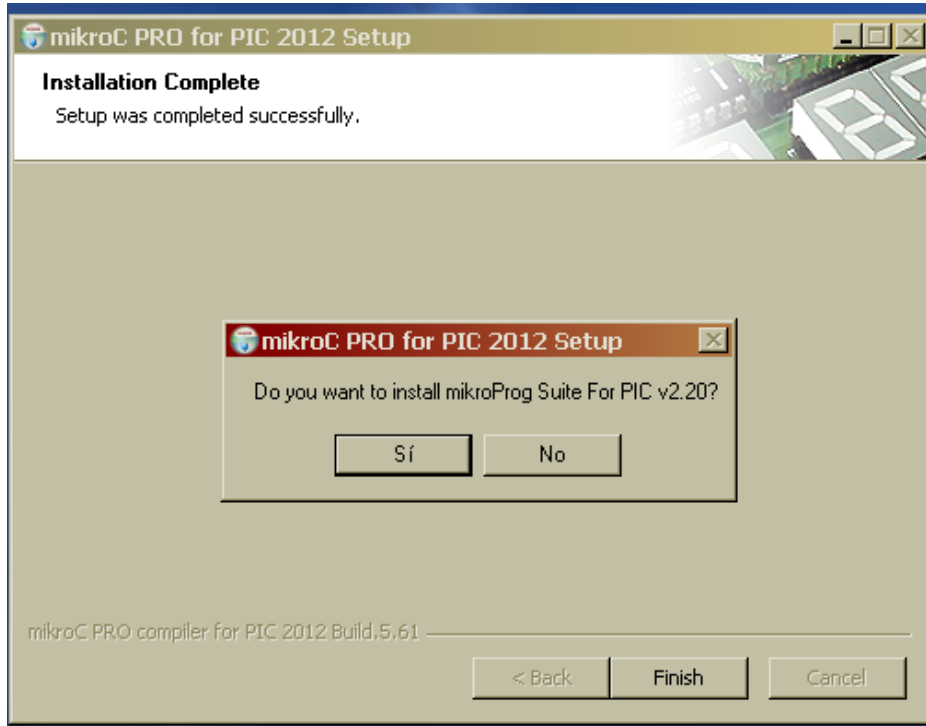 mikroC PRO for PIC 2012 Setup
Installation Complete
Setup was completed successfully.
mikroC PRO for PIC 2012 Setup
Do you want to install mikroProg Suite For PIC v2.20?
Sí No
mikroC PRO compiler for PIC 2012 Build.5.61
< Back Finish Cancel